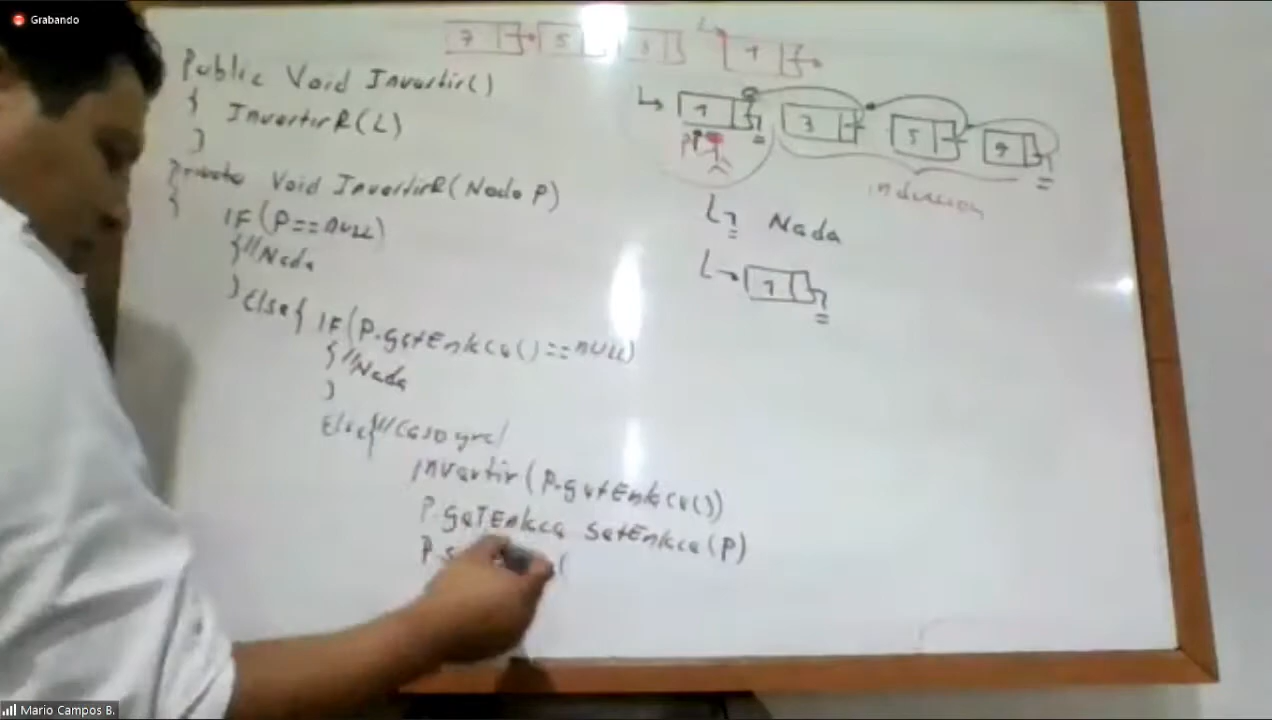 Grabando
7 5 3 L 1
Public Void Invertir()
{ InvertirR(L)
}
Private Void InvertirR(Nodo P)
{ IF (P==null)
{//Nada
} Else{ IF (P.getEnlace()==null)
{//Nada
}
Else{//Caso gral
invertir (P.getEnlace())
P.getEnlace setEnlace(P)
P.s
L 1 3 5 9
induccion
L Nada
L 1
Mario Campos B.